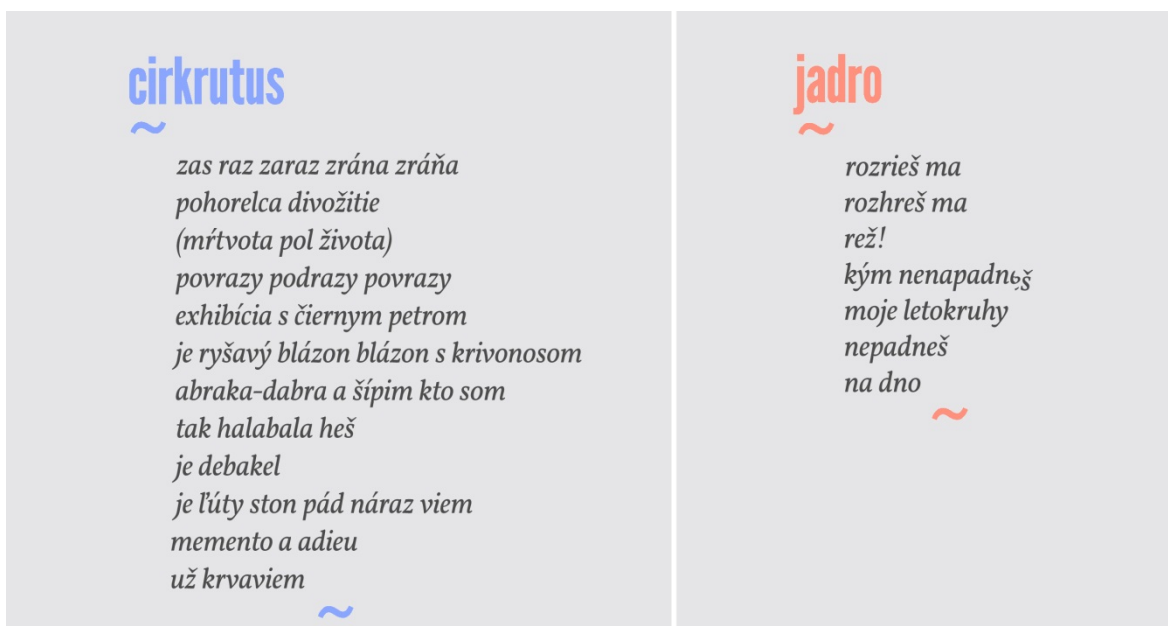 cirkrutus
~
zas raz zaraz zrána zráňa
pohorelca divožitie
(mŕtvota pol života)
povrazy podrazy povrazy
exhibícia s čiernym petrom
je ryšavý blázon blázon s krivonosom
abraka-dabra a šípim kto som
tak halabala heš
je debakel
je ľúty ston pád náraz viem
memento a adieu
už krvaviem
~
jadro
~
rozrieš ma
rozhreš ma
rež!
kým nenapadneš
moje letokruhy
nepadneš
na dno
~